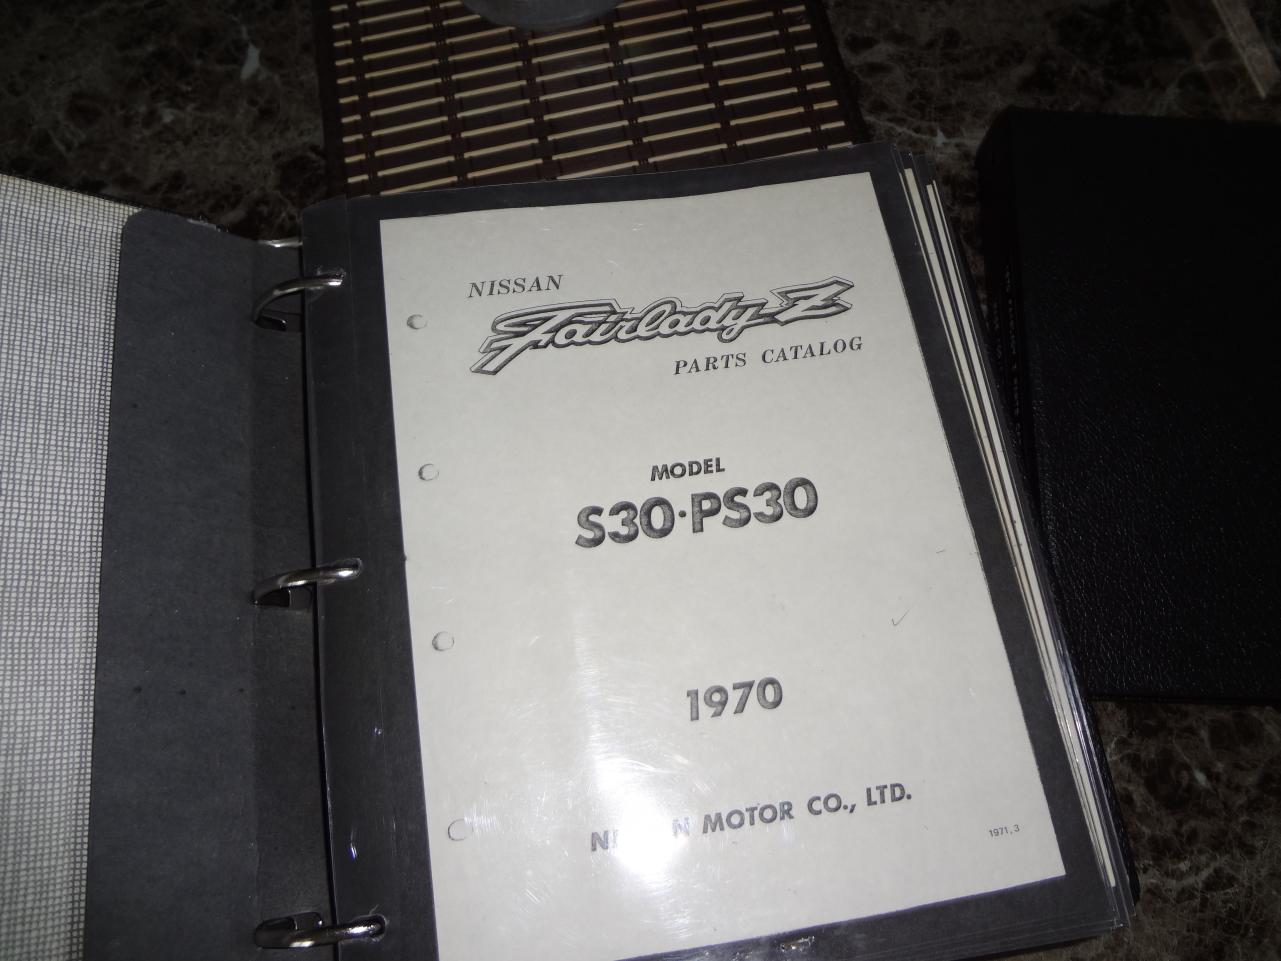 NISSAN
Fairlady Z
PARTS CATALOG
MODEL
S30·PS30
1970
MOTOR CO., LTD.
1971, 3